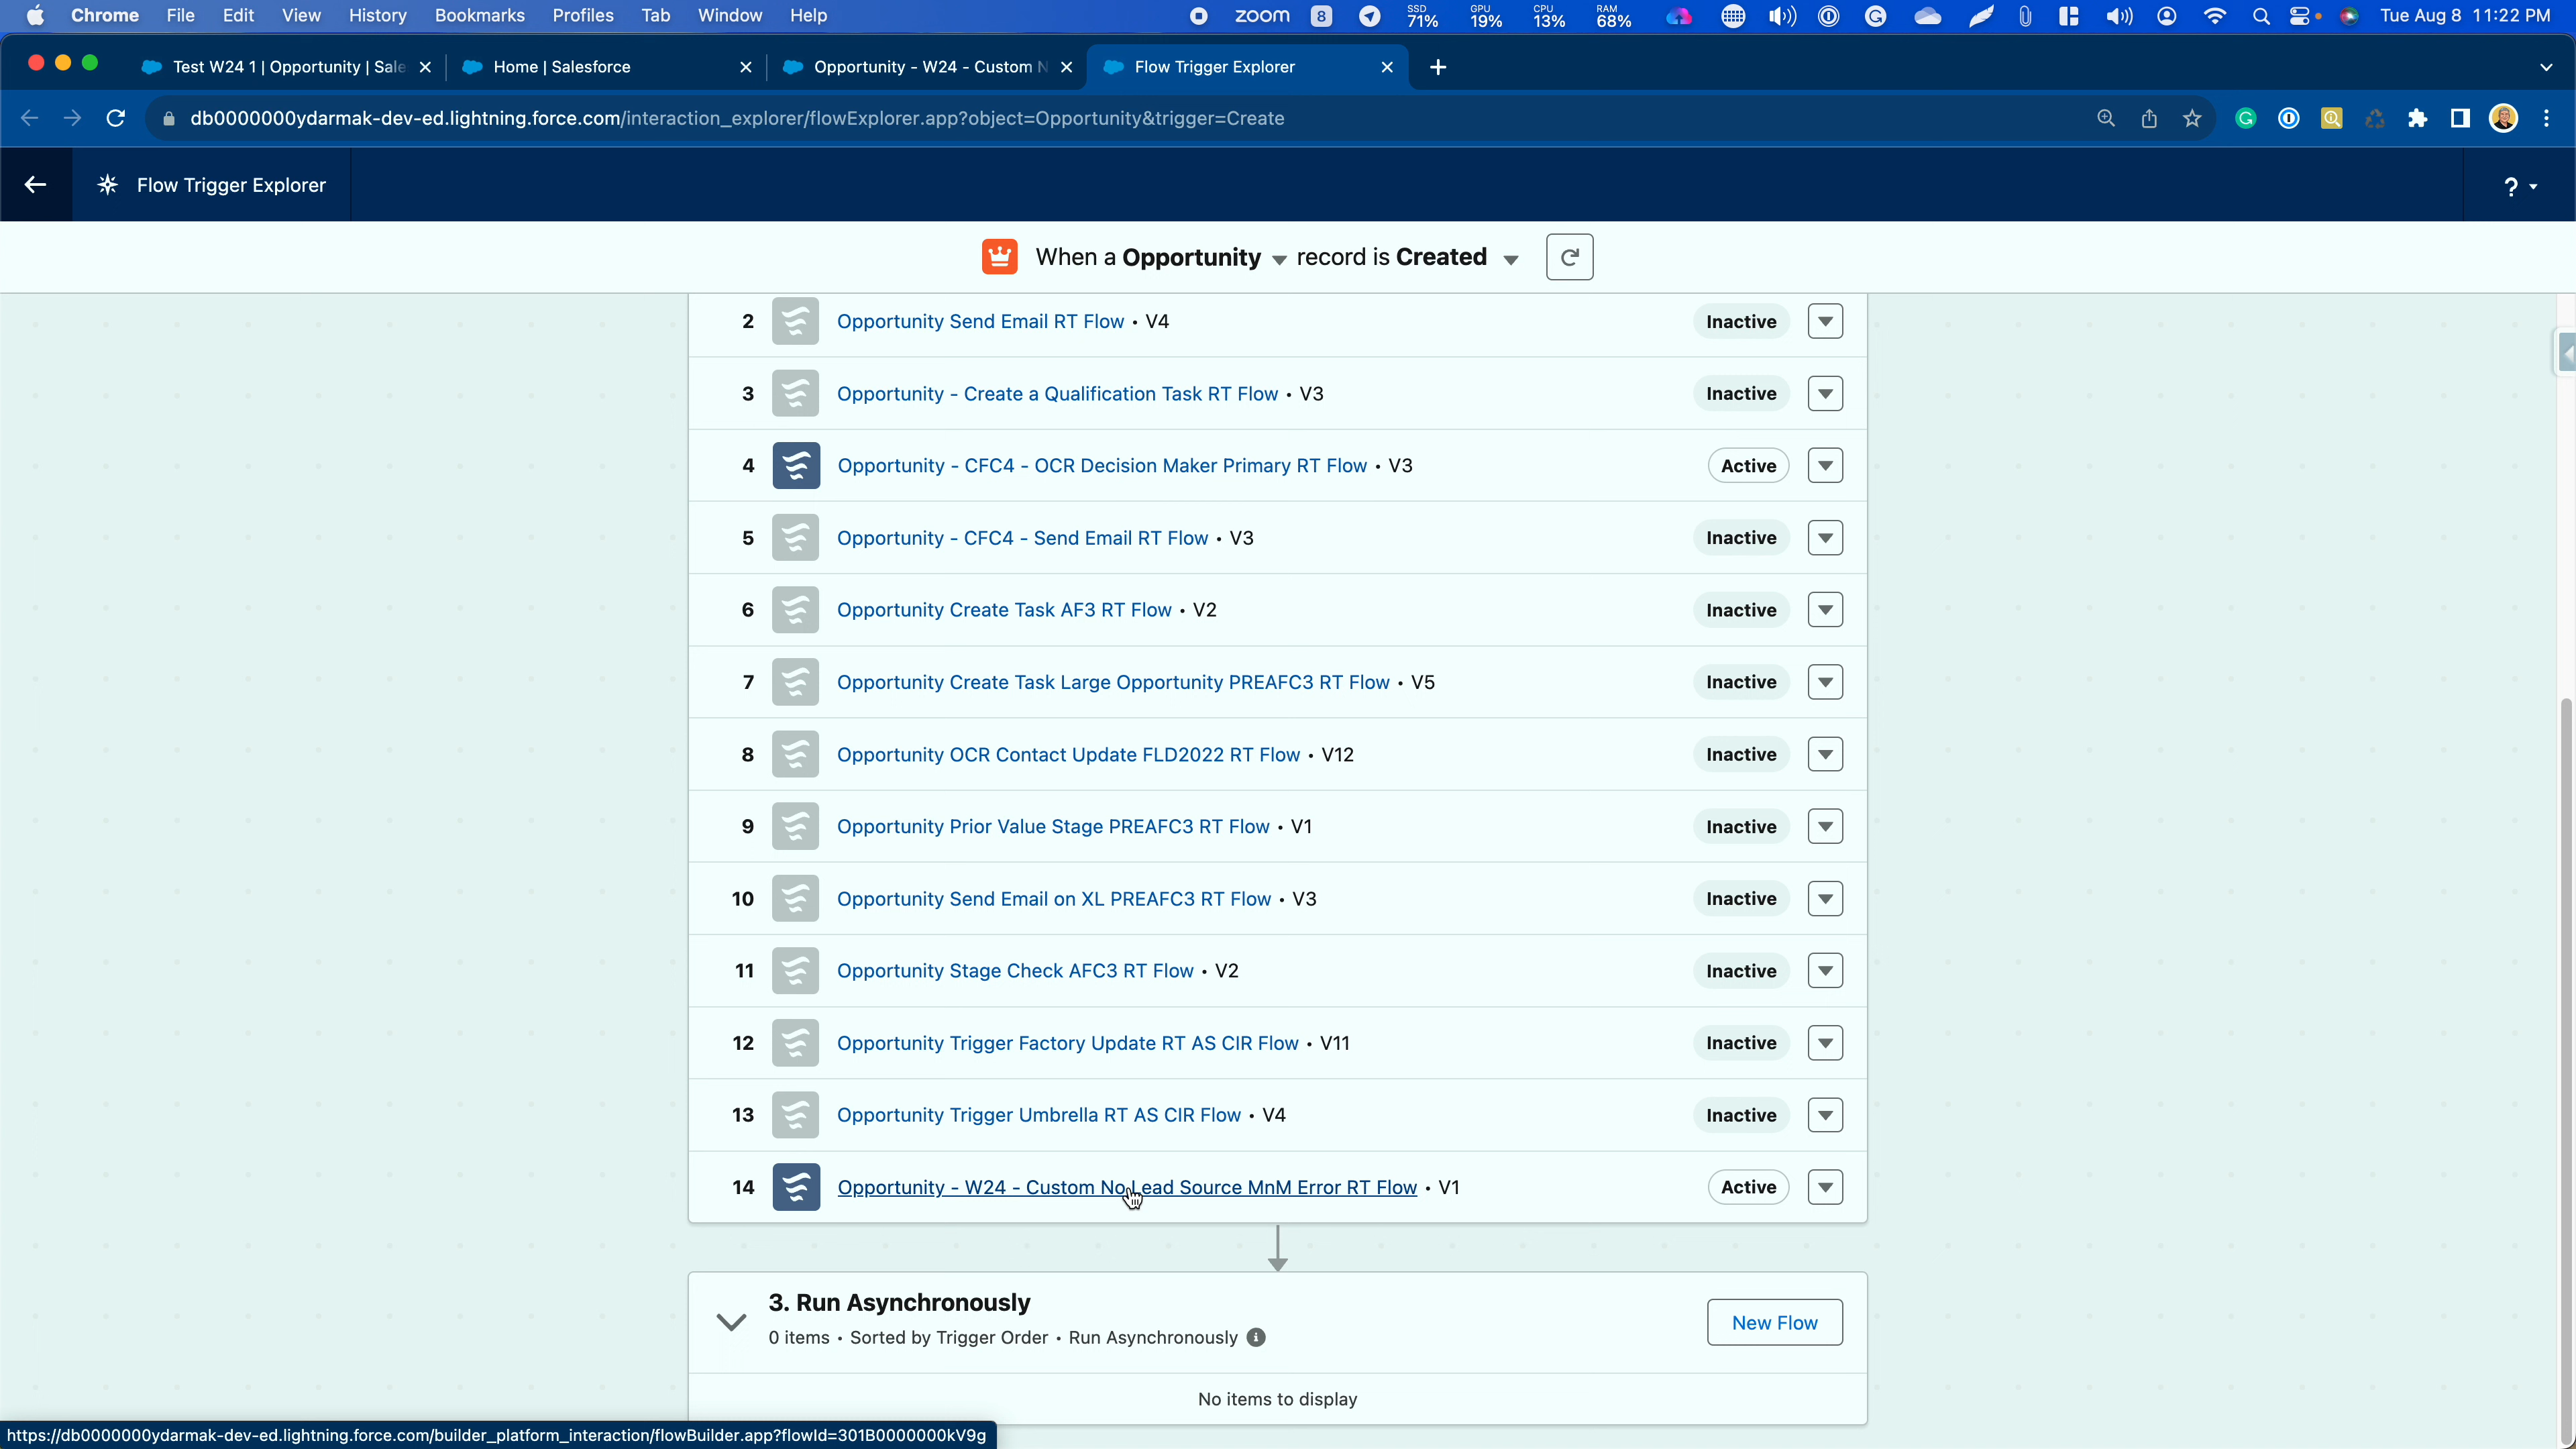 Chrome File Edit View History Bookmarks Profiles Tab Window Help zoom 8 SSD 71% GPU 19% CPU 13% RAM 68% Tue Aug 8 11:22 PM
Test W24 1 | Opportunity | Sale Home | Salesforce Opportunity - W24 - Custom N Flow Trigger Explorer
db0000000ydarmak-dev-ed.lightning.force.com/interaction_explorer/flowExplorer.app?object=Opportunity&trigger=Create
Flow Trigger Explorer ?
When a Opportunity record is Created
2 Opportunity Send Email RT Flow • V4 Inactive
3 Opportunity - Create a Qualification Task RT Flow • V3 Inactive
4 Opportunity - CFC4 - OCR Decision Maker Primary RT Flow • V3 Active
5 Opportunity - CFC4 - Send Email RT Flow • V3 Inactive
6 Opportunity Create Task AF3 RT Flow • V2 Inactive
7 Opportunity Create Task Large Opportunity PREAFC3 RT Flow • V5 Inactive
8 Opportunity OCR Contact Update FLD2022 RT Flow • V12 Inactive
9 Opportunity Prior Value Stage PREAFC3 RT Flow • V1 Inactive
10 Opportunity Send Email on XL PREAFC3 RT Flow • V3 Inactive
11 Opportunity Stage Check AFC3 RT Flow • V2 Inactive
12 Opportunity Trigger Factory Update RT AS CIR Flow • V11 Inactive
13 Opportunity Trigger Umbrella RT AS CIR Flow • V4 Inactive
14 Opportunity - W24 - Custom No Lead Source MnM Error RT Flow • V1 Active
3. Run Asynchronously
0 items • Sorted by Trigger Order • Run Asynchronously
New Flow
No items to display
https://db0000000ydarmak-dev-ed.lightning.force.com/builder_platform_interaction/flowBuilder.app?flowId=301B0000000kV9g